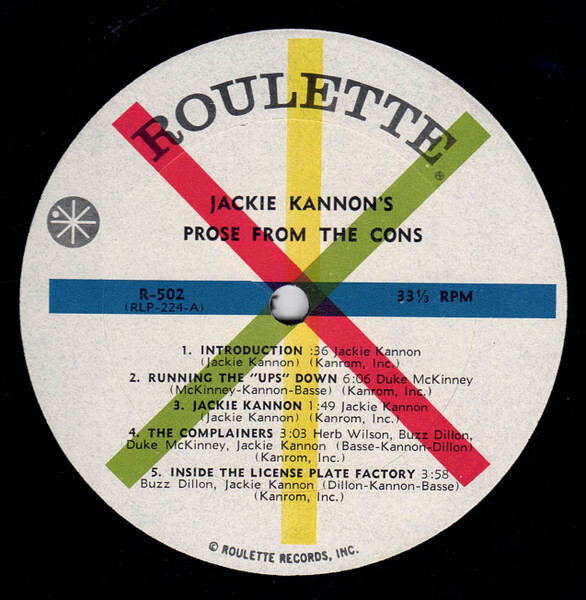 ROULETTE
®
JACKIE KANNON'S
PROSE FROM THE CONS
R-502
(RLP-224-A)
33⅓ RPM
1. INTRODUCTION :36 Jackie Kannon
(Jackie Kannon) (Kanrom, Inc.)
2. RUNNING THE "UPS" DOWN 6:06 Duke McKinney
(McKinney-Kannon-Basse) (Kanrom, Inc.)
3. JACKIE KANNON 1:49 Jackie Kannon
(Jackie Kannon) (Kanrom, Inc.)
4. THE COMPLAINERS 3:03 Herb Wilson, Buzz Dillon,
Duke McKinney, Jackie Kannon (Basse-Kannon-Dillon)
(Kanrom, Inc.)
5. INSIDE THE LICENSE PLATE FACTORY 3:58
Buzz Dillon, Jackie Kannon (Dillon-Kannon-Basse)
(Kanrom, Inc.)
© ROULETTE RECORDS, INC.